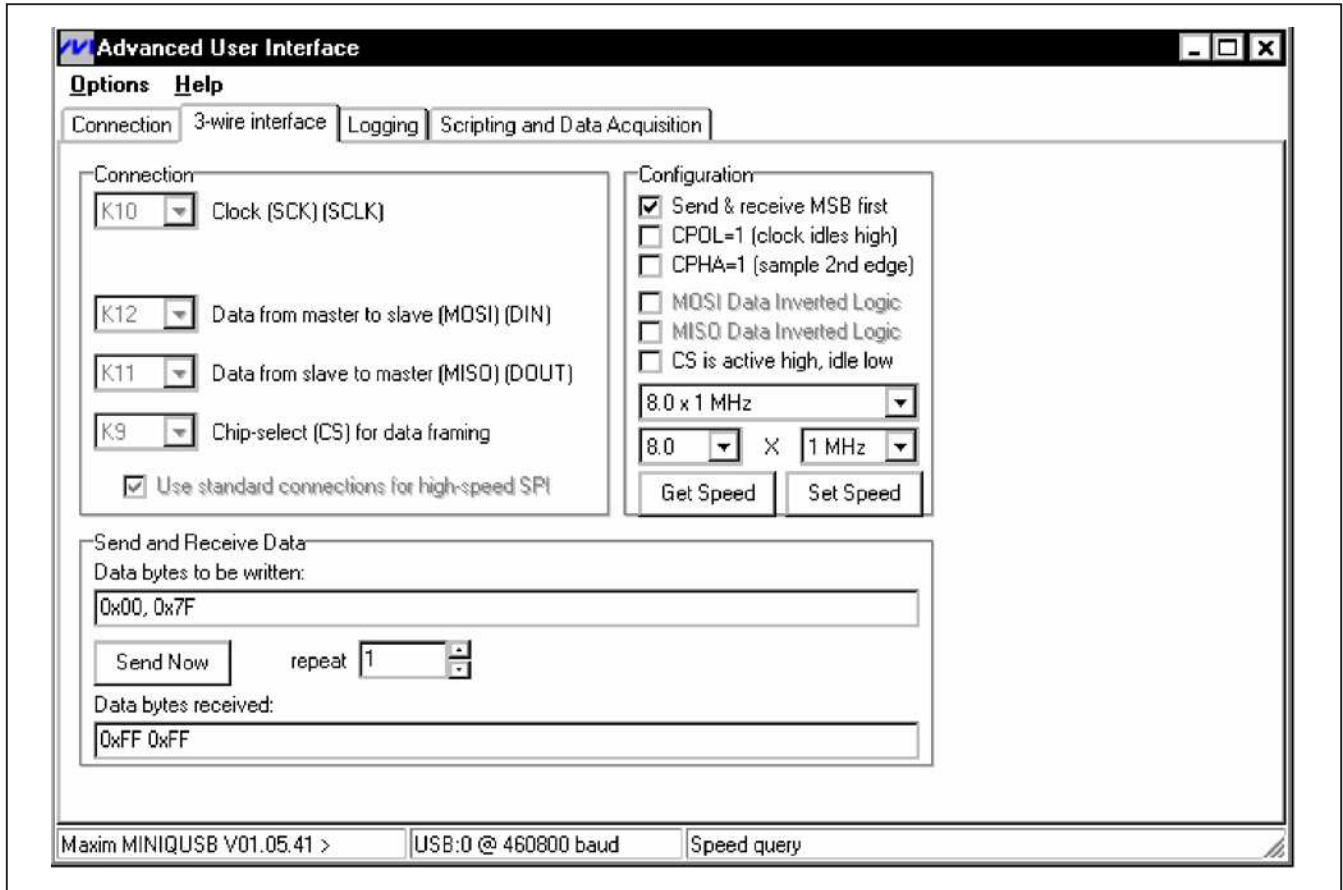 Advanced User Interface
Options Help
Connection 3-wire interface Logging Scripting and Data Acquisition
Connection
K10 Clock (SCK) (SCLK)
K12 Data from master to slave (MOSI) (DIN)
K11 Data from slave to master (MISO) (DOUT)
K9 Chip-select (CS) for data framing
Use standard connections for high-speed SPI
Configuration
Send & receive MSB first
CPOL=1 (clock idles high)
CPHA=1 (sample 2nd edge)
MOSI Data Inverted Logic
MISO Data Inverted Logic
CS is active high, idle low
8.0 x 1 MHz
8.0 X 1 MHz
Get Speed Set Speed
Send and Receive Data
Data bytes to be written:
0x00, 0x7F
Send Now repeat 1
Data bytes received:
0xFF 0xFF
Maxim MINIQUSB V01.05.41 > USB:0 @ 460800 baud Speed query